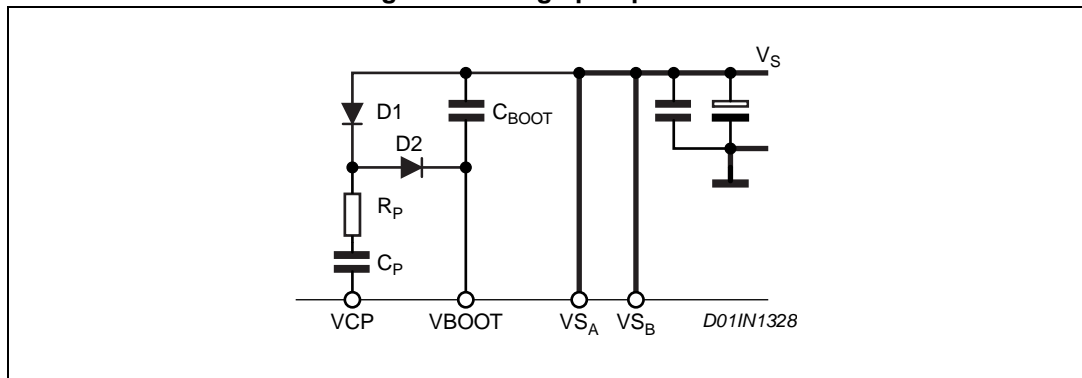 V_S
D1
C_BOOT
D2
R_P
C_P
VCP VBOOT VS_A VS_B D01IN1328